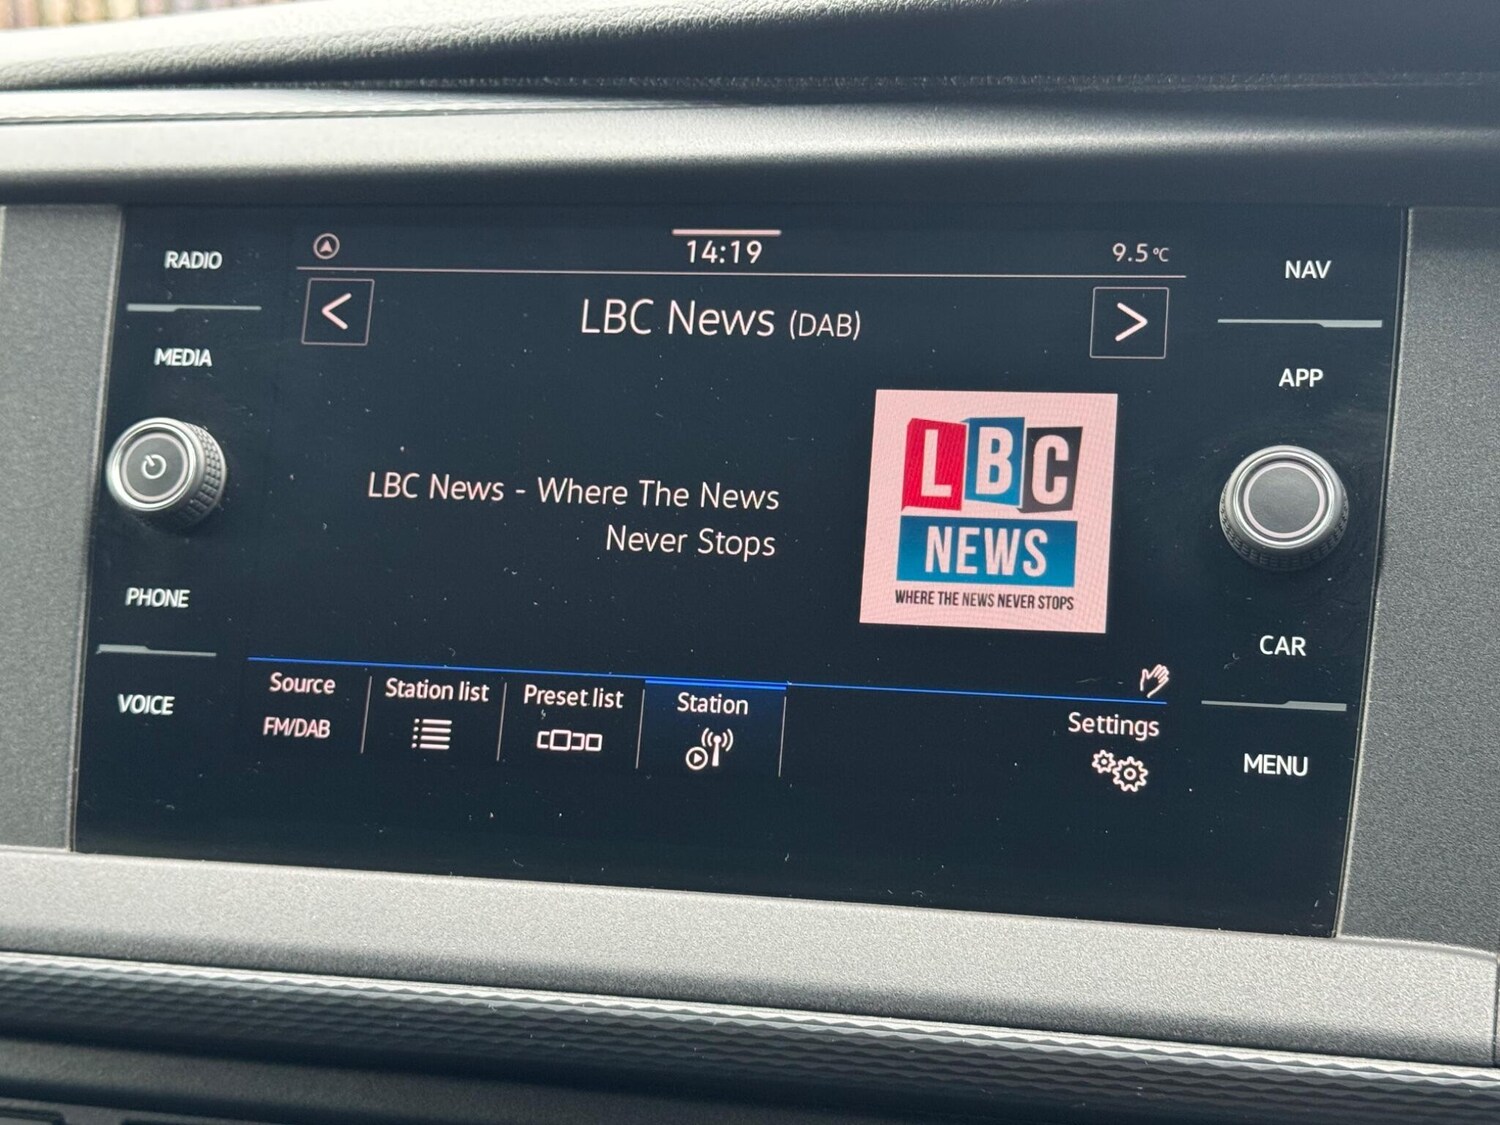 RADIO
MEDIA
PHONE
VOICE
14:19
9.5°C
<
LBC News (DAB)
>
LBC News - Where The News
Never Stops
LBC
NEWS
WHERE THE NEWS NEVER STOPS
Source
FM/DAB
Station list
Preset list
Station
Settings
NAV
APP
CAR
MENU